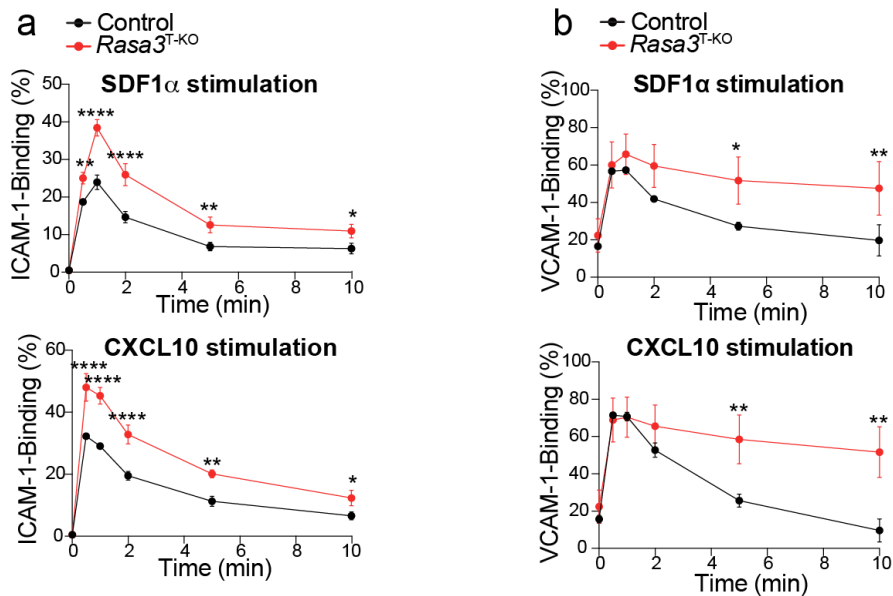 a
Control
Rasa3T-KO
SDF1α stimulation
ICAM-1-Binding (%)
50
40
30
20
10
0
**
****
****
**
*
0 2 4 6 8 10
Time (min)
CXCL10 stimulation
ICAM-1-Binding (%)
60
40
20
0
****
****
****
**
*
0 2 4 6 8 10
Time (min)
b
Control
Rasa3T-KO
SDF1α stimulation
VCAM-1-Binding (%)
100
80
60
40
20
0
*
**
0 2 4 6 8 10
Time (min)
CXCL10 stimulation
VCAM-1-Binding (%)
100
80
60
40
20
0
**
**
0 2 4 6 8 10
Time (min)